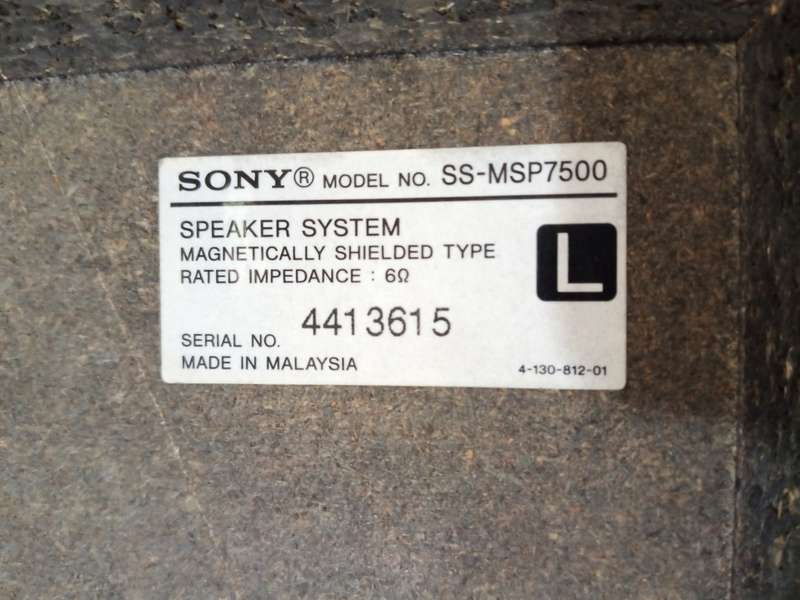 SONY® MODEL NO. SS-MSP7500
SPEAKER SYSTEM
MAGNETICALLY SHIELDED TYPE
RATED IMPEDANCE : 6Ω
L
SERIAL NO. 4413615
MADE IN MALAYSIA
4-130-812-01